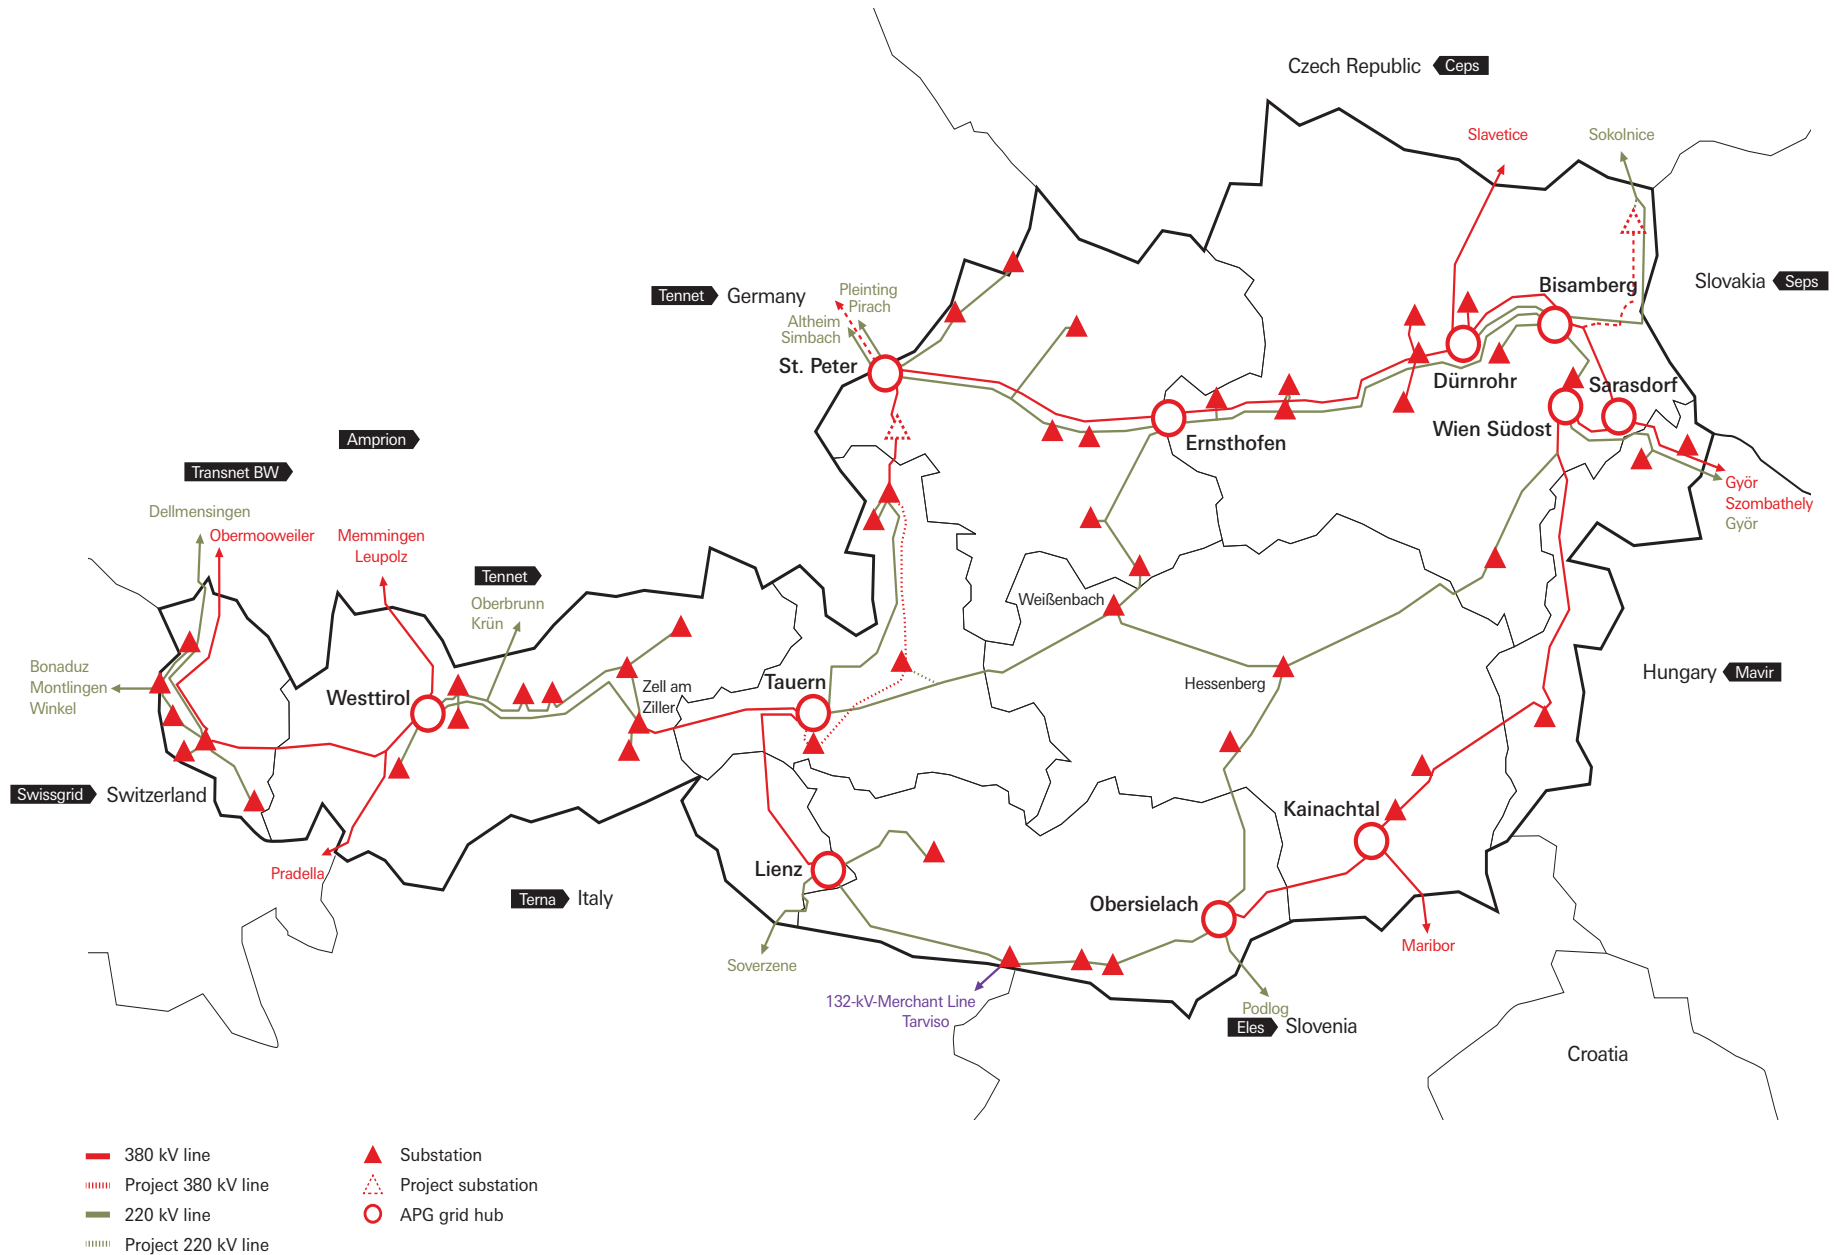 Czech Republic
Ceps
Slavetice
Sokolnice
Bisamberg
Slovakia
Seps
Tennet
Germany
Pleinting
Pirach
Altheim
Simbach
St. Peter
Dürnrohr
Sarasdorf
Wien Südost
Ernsthofen
Amprion
Transnet BW
Dellmensingen
Obermooweiler
Memmingen
Leupolz
Györ
Szombathely
Györ
Tennet
Oberbrunn
Krün
Weißenbach
Bonaduz
Montlingen
Winkel
Westtirol
Zell am
Ziller
Tauern
Hessenberg
Hungary
Mavir
Swissgrid
Switzerland
Kainachtal
Pradella
Lienz
Terna
Italy
Obersielach
Maribor
Soverzene
132-kV-Merchant Line
Tarviso
Podlog
Eles
Slovenia
Croatia
380 kV line
Project 380 kV line
220 kV line
Project 220 kV line
Substation
Project substation
APG grid hub